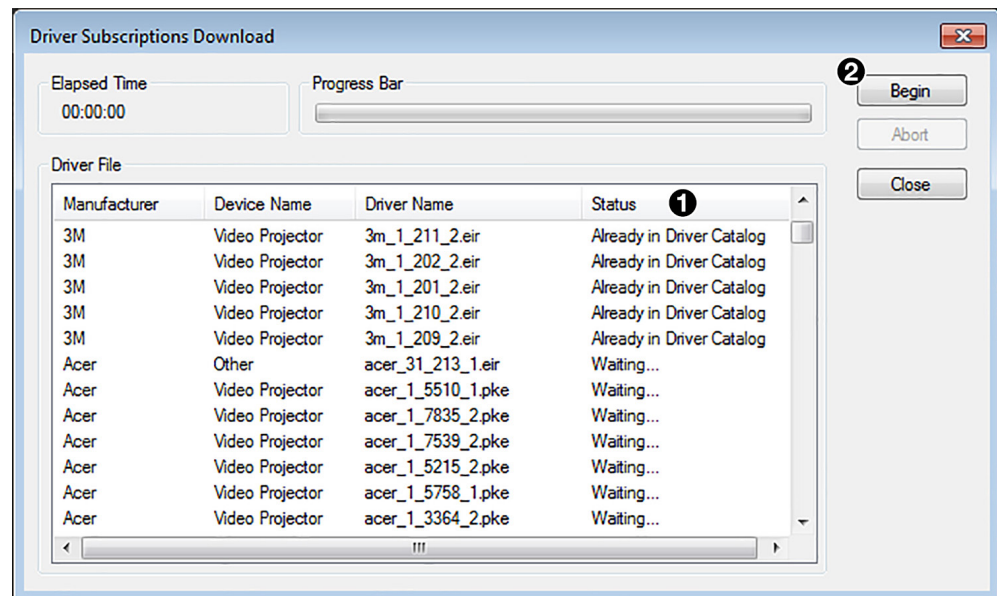 Driver Subscriptions Download
Elapsed Time
00:00:00
Progress Bar
2
Begin
Abort
Close
Driver File
Manufacturer Device Name Driver Name Status 1
3M Video Projector 3m_1_211_2.eir Already in Driver Catalog
3M Video Projector 3m_1_202_2.eir Already in Driver Catalog
3M Video Projector 3m_1_201_2.eir Already in Driver Catalog
3M Video Projector 3m_1_210_2.eir Already in Driver Catalog
3M Video Projector 3m_1_209_2.eir Already in Driver Catalog
Acer Other acer_31_213_1.eir Waiting...
Acer Video Projector acer_1_5510_1.pke Waiting...
Acer Video Projector acer_1_7835_2.pke Waiting...
Acer Video Projector acer_1_7539_2.pke Waiting...
Acer Video Projector acer_1_5215_2.pke Waiting...
Acer Video Projector acer_1_5758_1.pke Waiting...
Acer Video Projector acer_1_3364_2.pke Waiting...